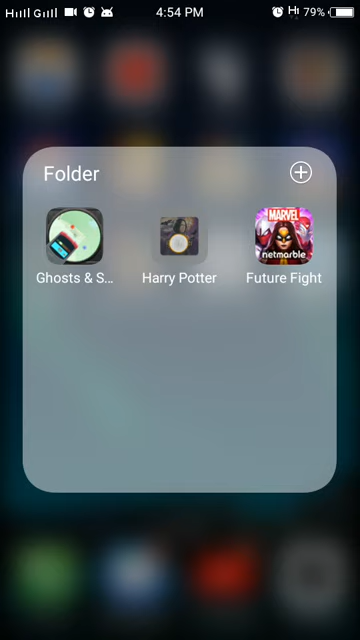 H G 4:54 PM H 79%
Folder
MARVEL
netmarble
Ghosts & S... Harry Potter Future Fight